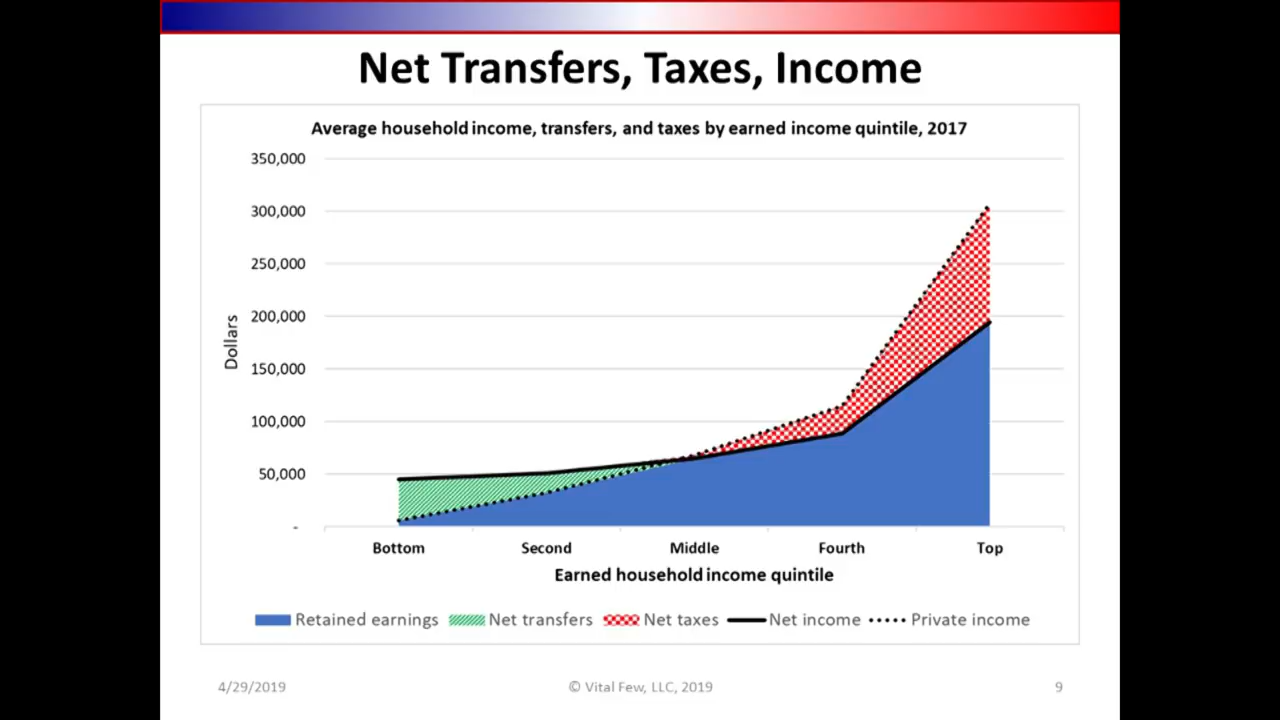 Net Transfers, Taxes, Income
Average household income, transfers, and taxes by earned income quintile, 2017
350,000
300,000
250,000
200,000
150,000
100,000
50,000
-
Dollars
Bottom Second Middle Fourth Top
Earned household income quintile
Retained earnings Net transfers Net taxes Net income Private income
4/29/2019 © Vital Few, LLC, 2019 9